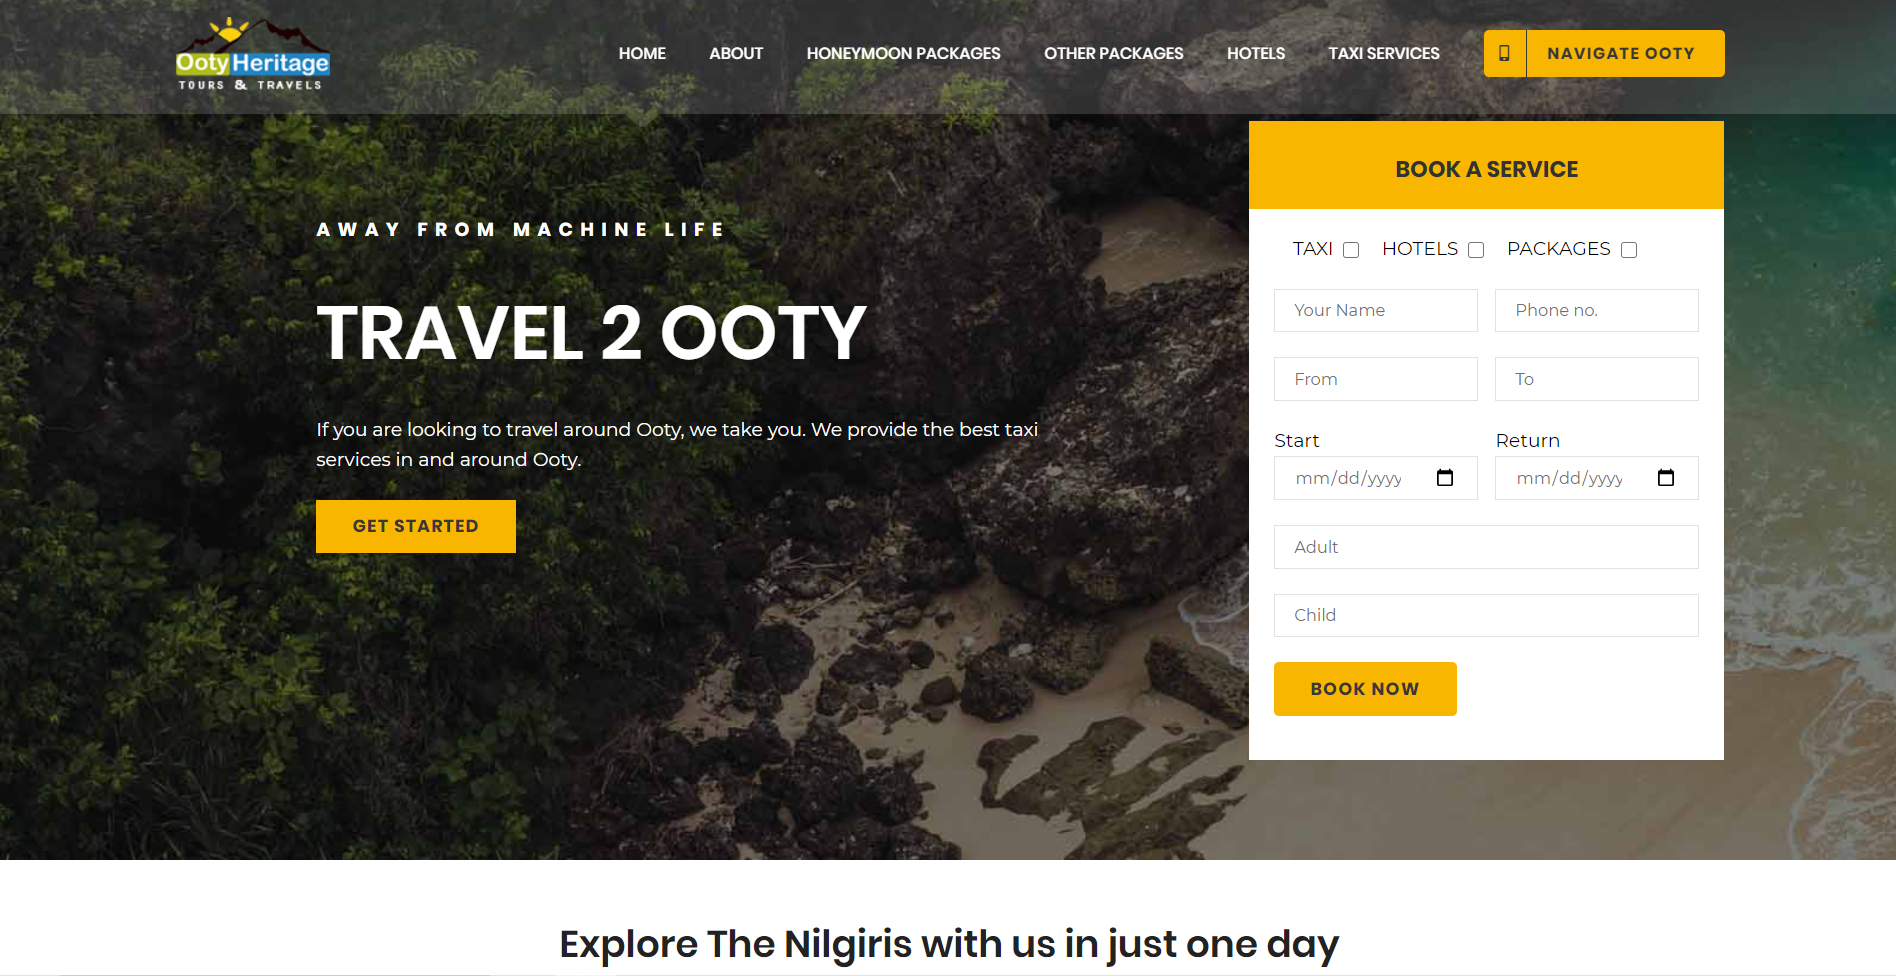 OotyHeritage
TOURS & TRAVELS
HOME
ABOUT
HONEYMOON PACKAGES
OTHER PACKAGES
HOTELS
TAXI SERVICES
NAVIGATE OOTY
AWAY FROM MACHINE LIFE
TRAVEL 2 OOTY
If you are looking to travel around Ooty, we take you. We provide the best taxi
services in and around Ooty.
GET STARTED
BOOK A SERVICE
TAXI
HOTELS
PACKAGES
Your Name
Phone no.
From
To
Start
Return
mm/dd/yyyy
mm/dd/yyyy
Adult
Child
BOOK NOW
Explore The Nilgiris with us in just one day